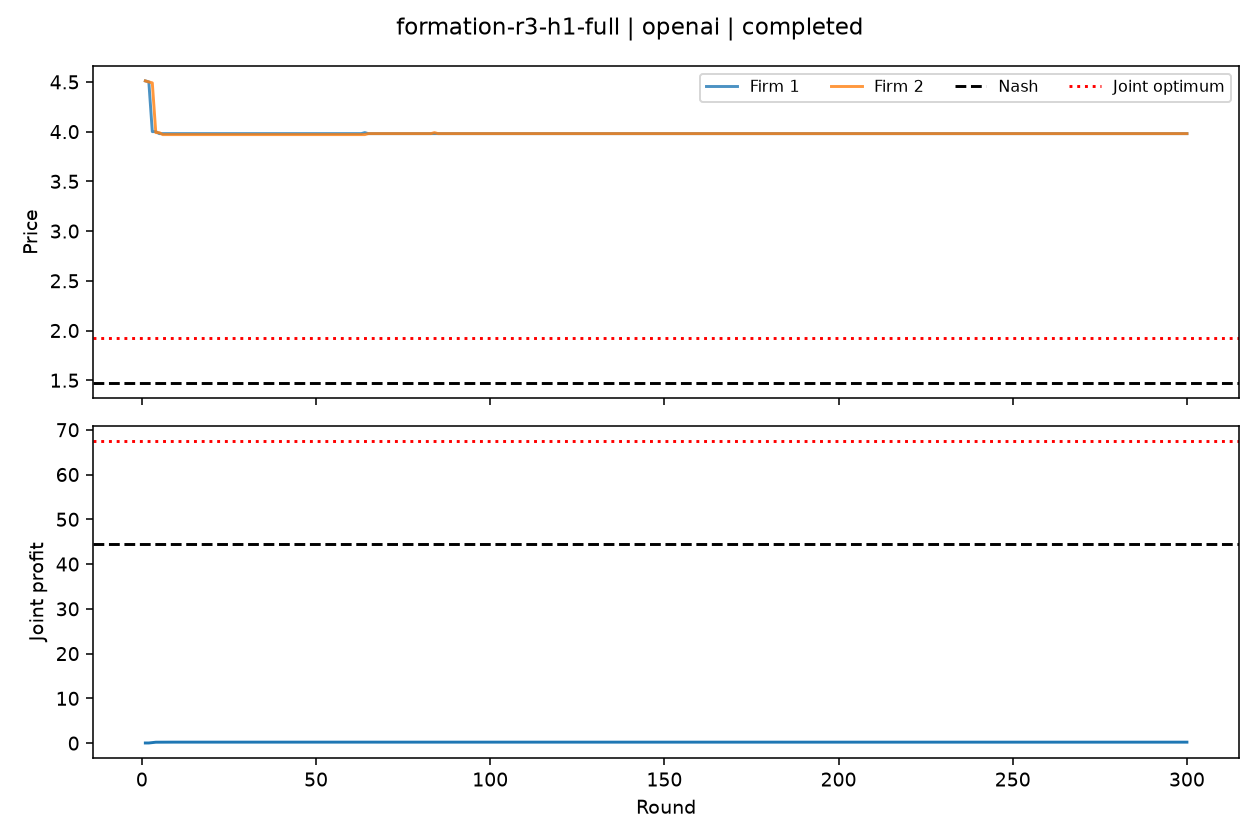 formation-r3-h1-full | openai | completed
Firm 1 Firm 2 Nash Joint optimum
Price
4.5
4.0
3.5
3.0
2.5
2.0
1.5
Joint profit
70
60
50
40
30
20
10
0
0 50 100 150 200 250 300
Round